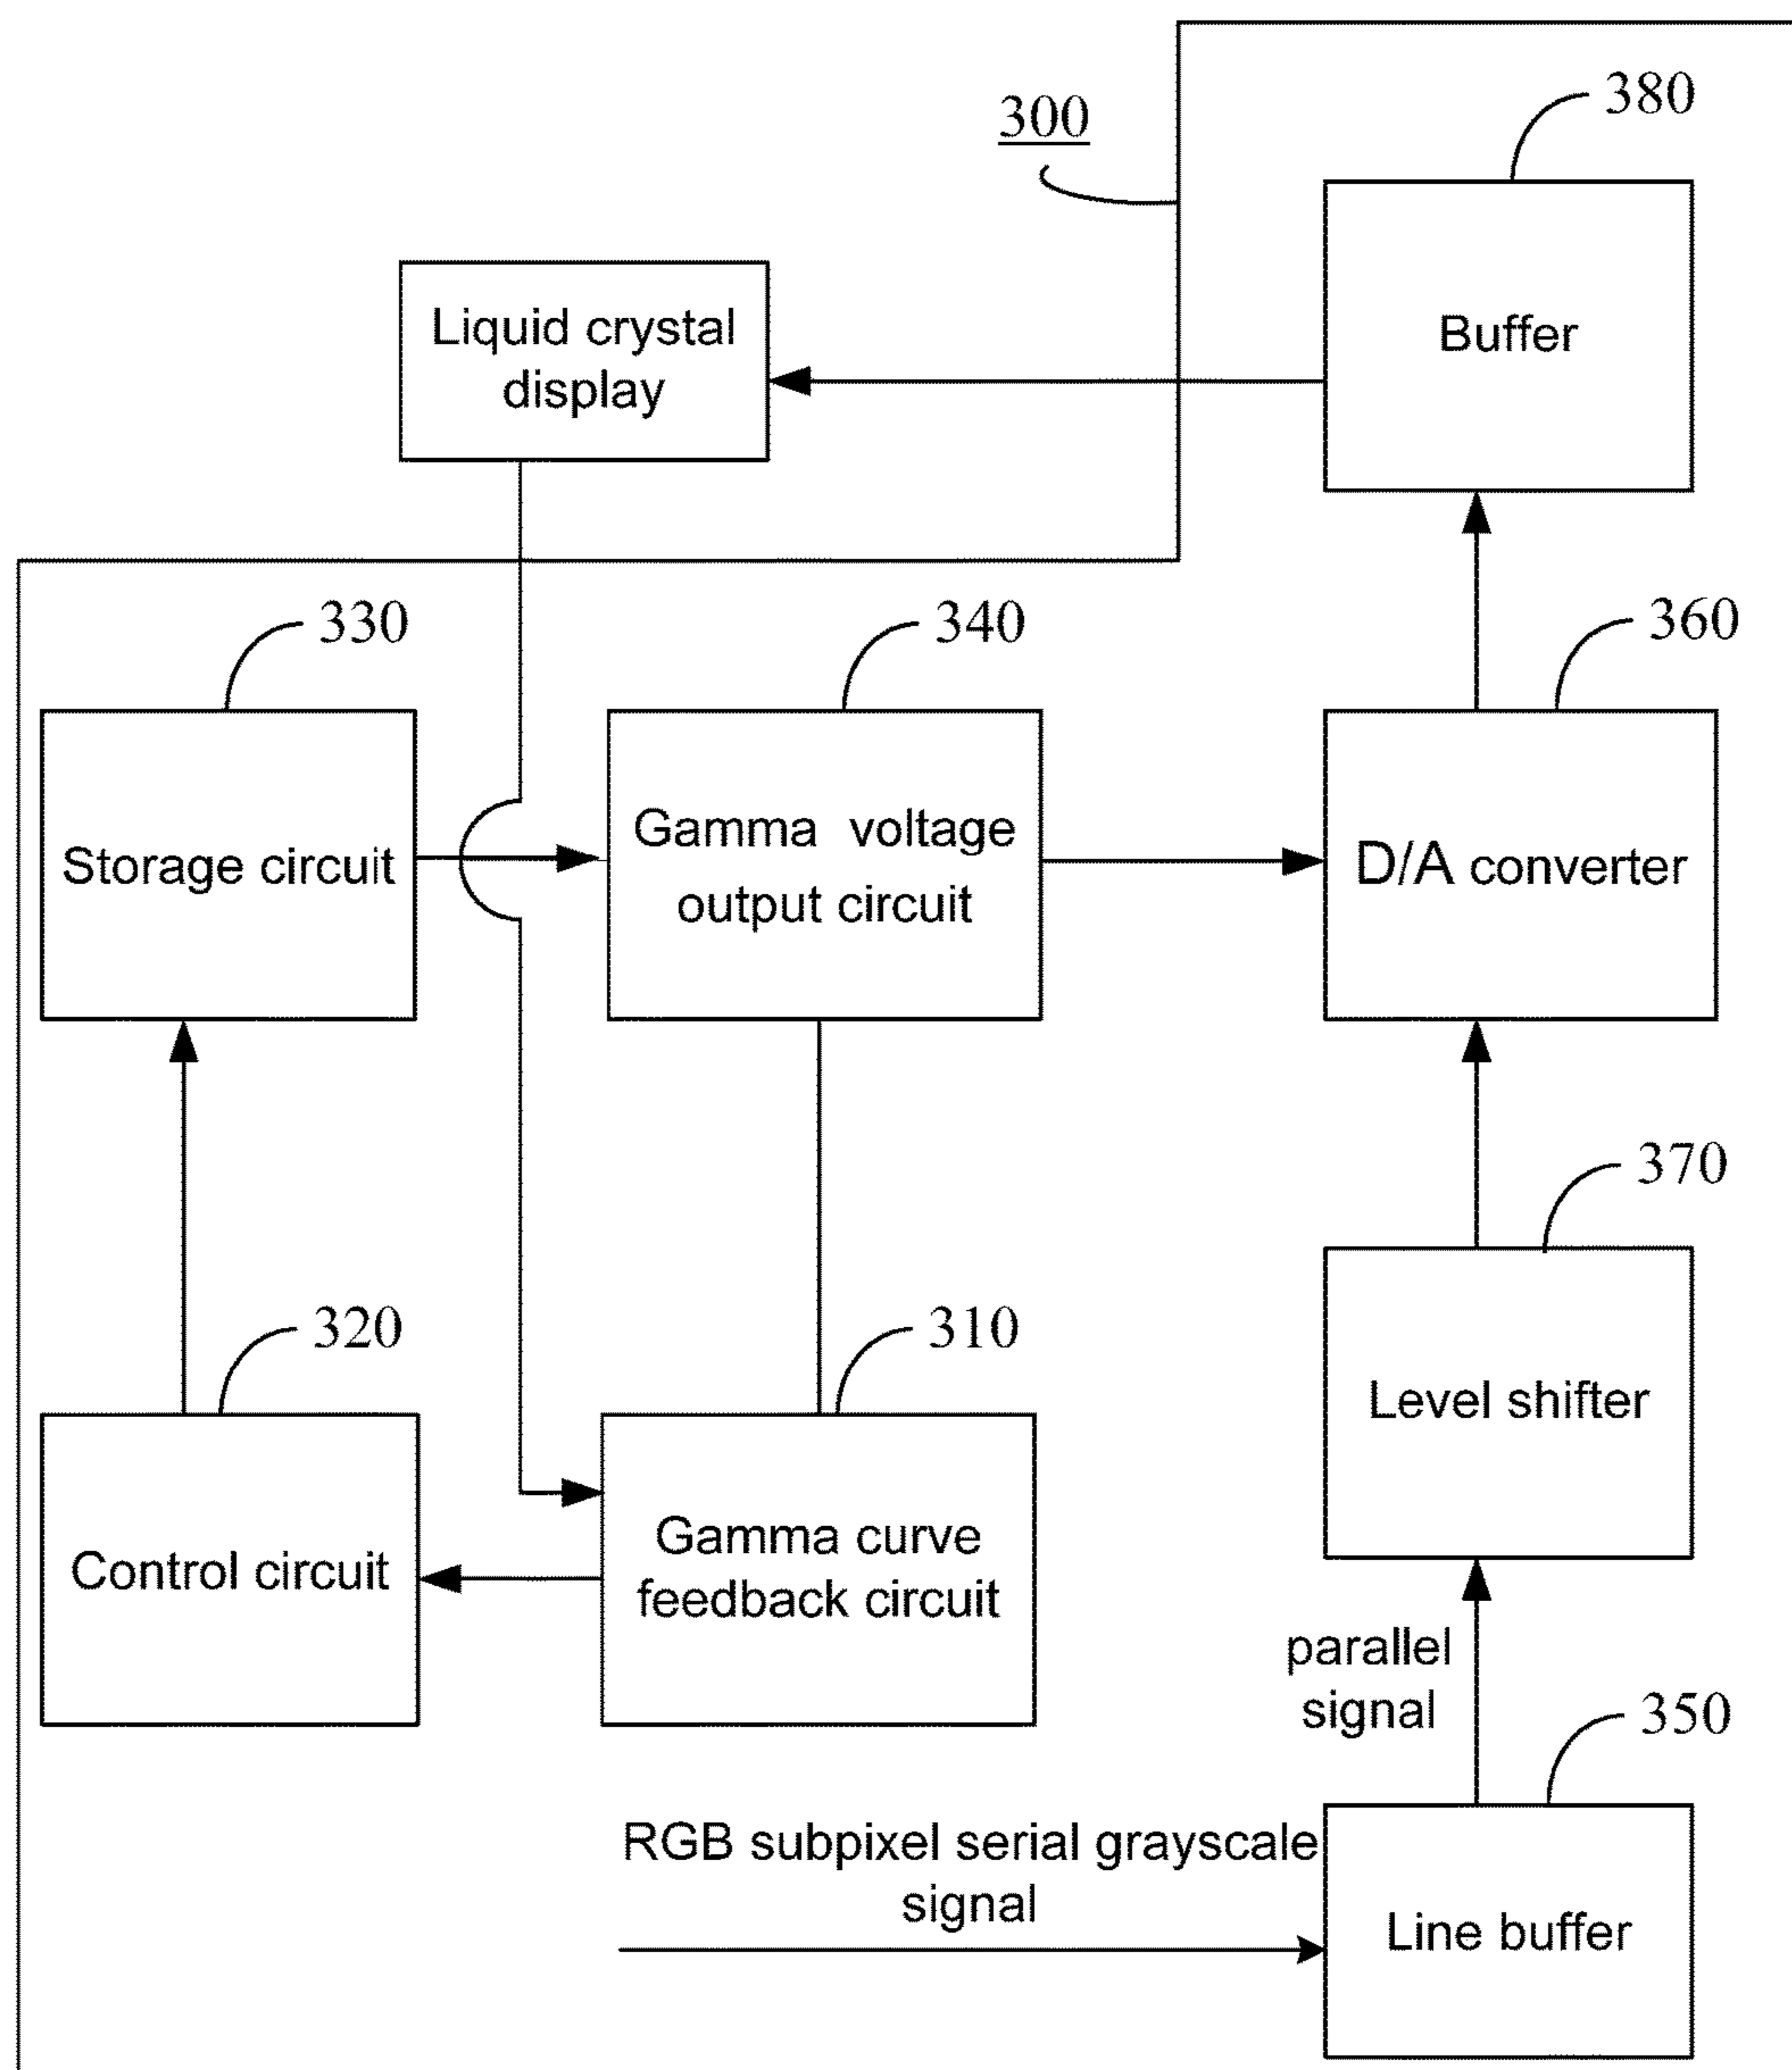 380
300
Buffer
Liquid crystal
display
330
340
360
Storage circuit
Gamma voltage
output circuit
D/A converter
370
320
310
Level shifter
Control circuit
Gamma curve
feedback circuit
parallel
signal
350
RGB subpixel serial grayscale
signal
Line buffer